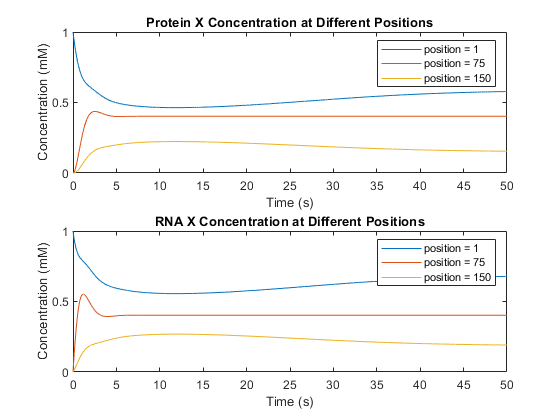 Protein X Concentration at Different Positions
Concentration (mM)
1
0.5
0
position = 1
position = 75
position = 150
0 5 10 15 20 25 30 35 40 45 50
Time (s)
RNA X Concentration at Different Positions
Concentration (mM)
1
0.5
0
position = 1
position = 75
position = 150
0 5 10 15 20 25 30 35 40 45 50
Time (s)